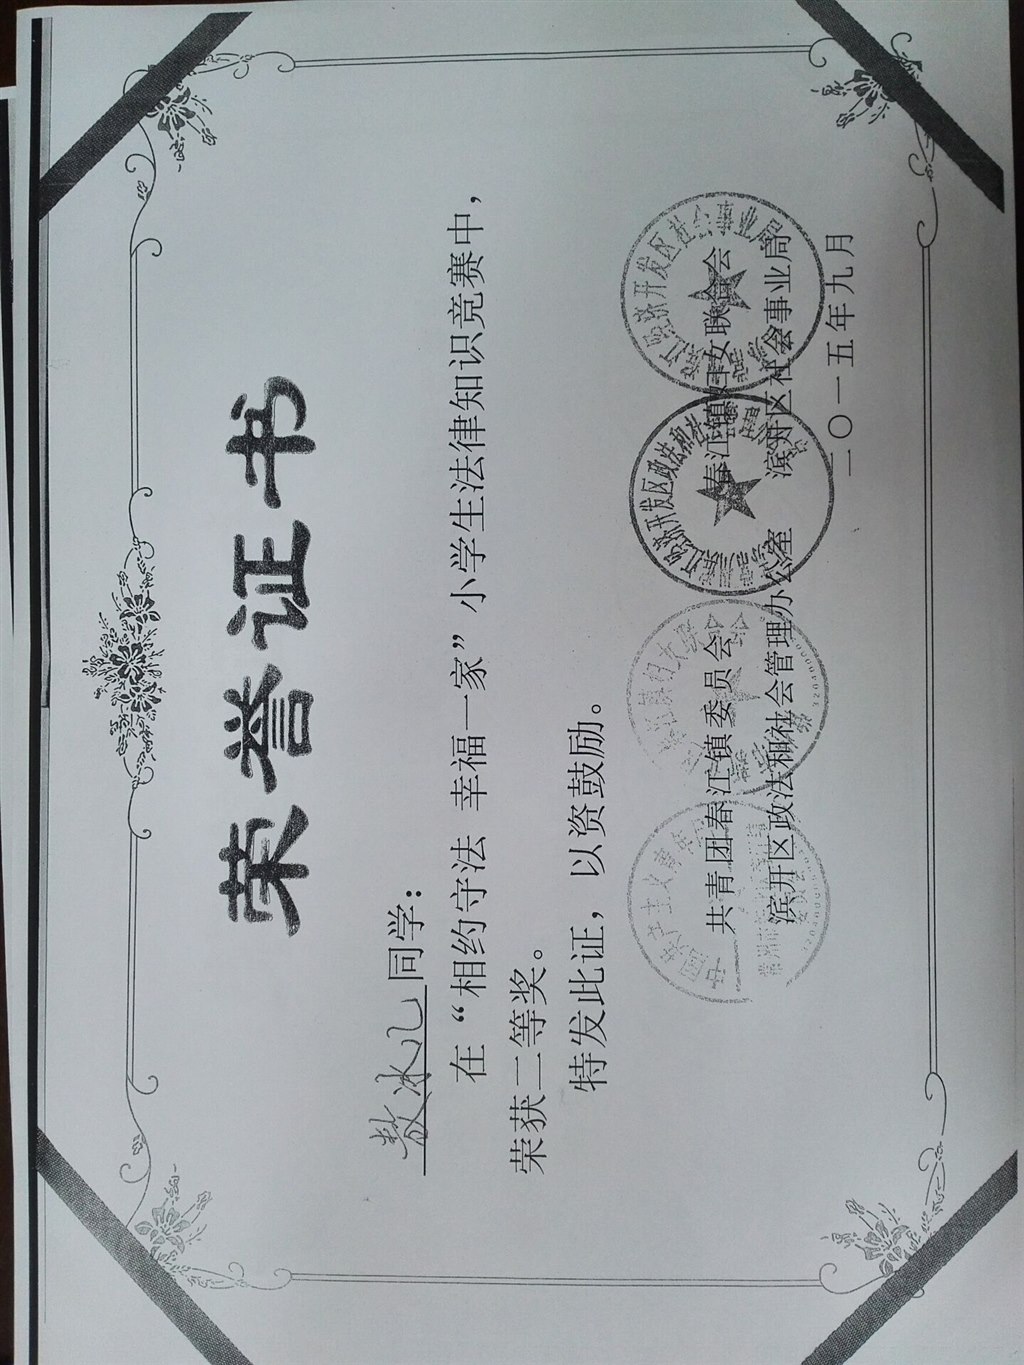 荣誉证书
敖冰儿同学：
在“相约守法 幸福一家”小学生法律知识竞赛中，
荣获二等奖。
特发此证，以资鼓励。
共青团春江镇委员会 春江镇妇女联合会
滨开区政法和社会管理办公室 滨开区社会事业局
二〇一五年九月